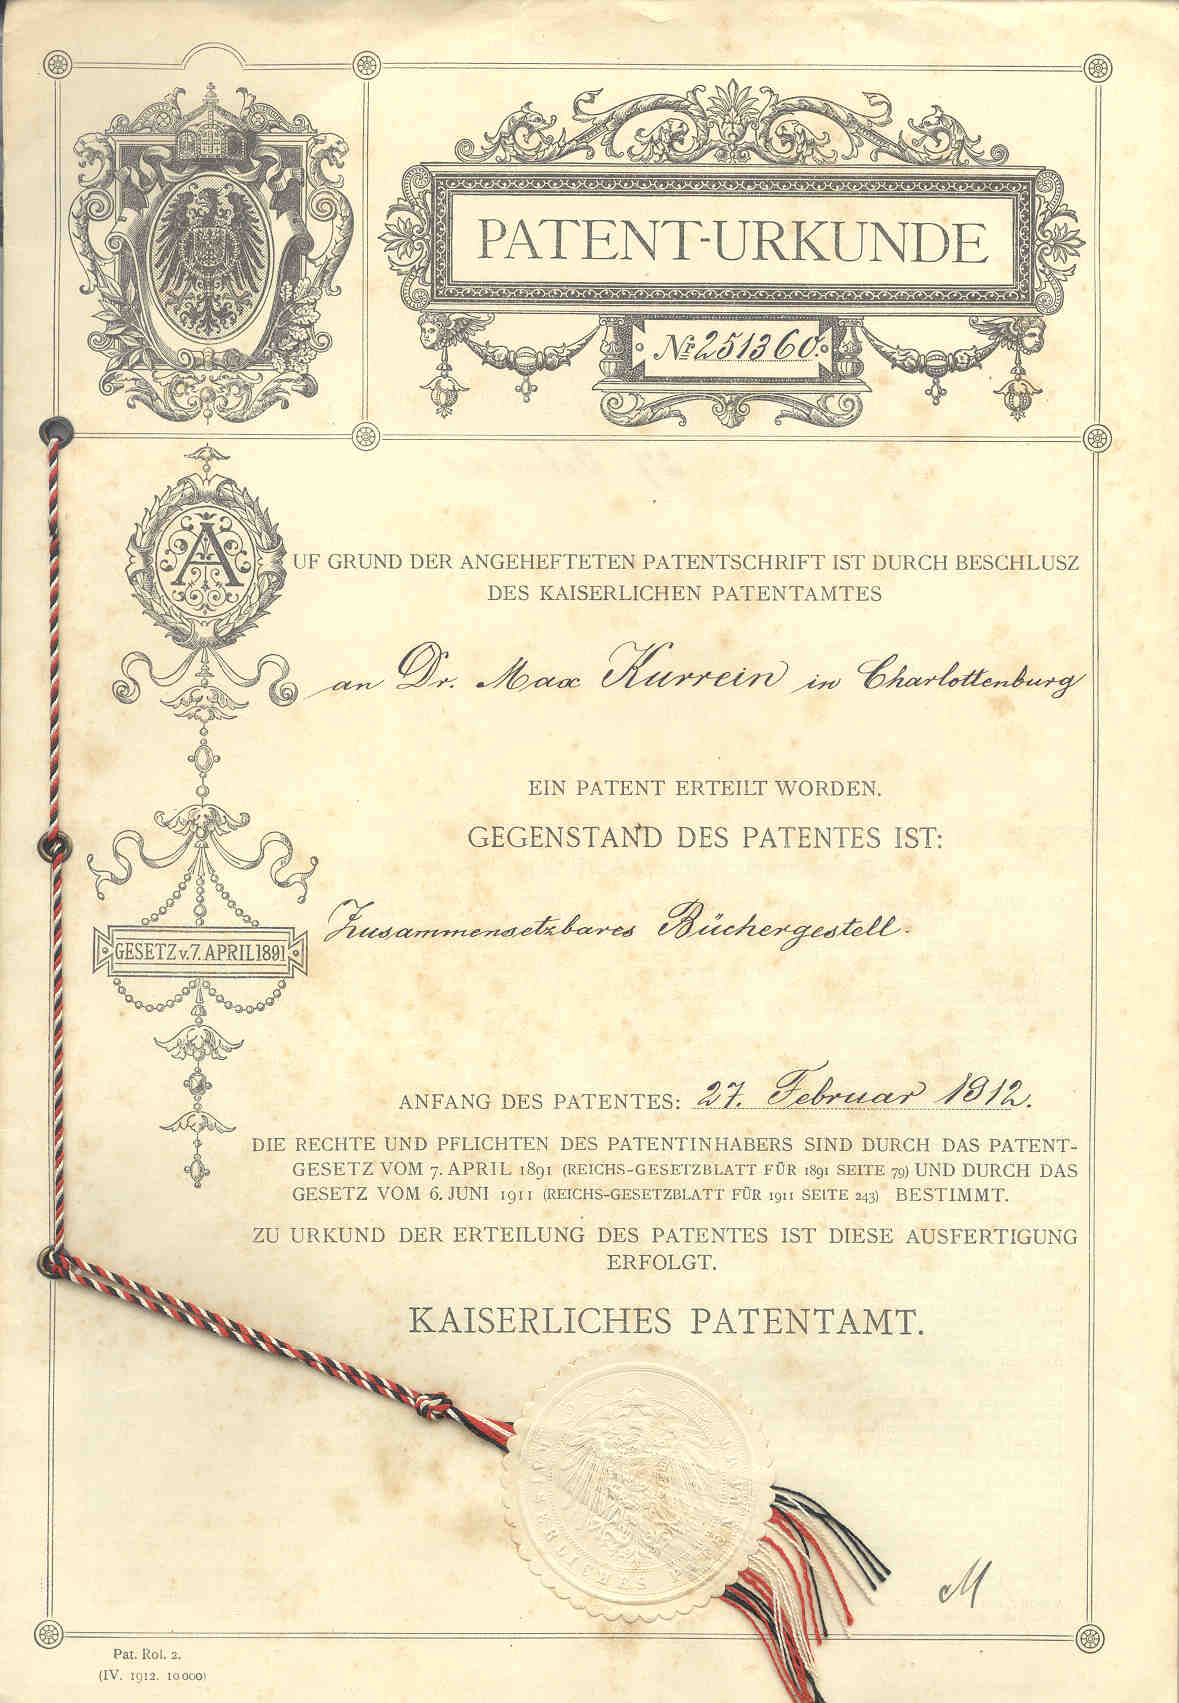 PATENT-URKUNDE
Nr. 251360.
AUF GRUND DER ANGEHEFTETEN PATENTSCHRIFT IST DURCH BESCHLUSZ
DES KAISERLICHEN PATENTAMTES
an Dr. Max Kurrein in Charlottenburg
EIN PATENT ERTEILT WORDEN.
GEGENSTAND DES PATENTES IST:
Zusammensetzbares Büchergestell.
GESETZ v. 7. APRIL 1891
ANFANG DES PATENTES: 27. Februar 1912.
DIE RECHTE UND PFLICHTEN DES PATENTINHABERS SIND DURCH DAS PATENT-
GESETZ VOM 7. APRIL 1891 (REICHS-GESETZBLATT FÜR 1891 SEITE 79) UND DURCH DAS
GESETZ VOM 6. JUNI 1911 (REICHS-GESETZBLATT FÜR 1911 SEITE 243) BESTIMMT.
ZU URKUND DER ERTEILUNG DES PATENTES IST DIESE AUSFERTIGUNG
ERFOLGT.
KAISERLICHES PATENTAMT.
KAISERLICHES PATENTAMT
M
Pat. Rol. 2.
(IV. 1912. 10000)